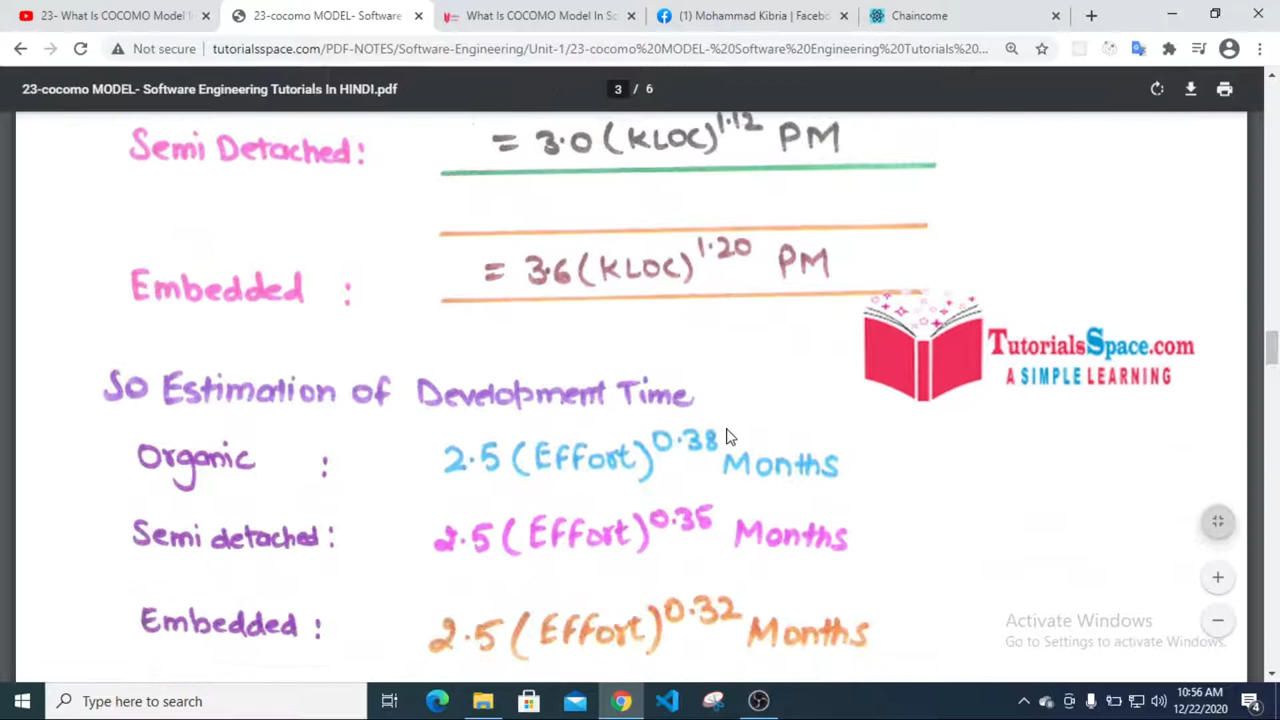 23- What Is COCOMO Model I
23-cocomo MODEL- Software
What Is COCOMO Model In So
(1) Mohammad Kibria | Facebo
Chaincome
Not secure | tutorialsspace.com/PDF-NOTES/Software-Engineering/Unit-1/23-cocomo%20MODEL-%20Software%20Engineering%20Tutorials%20...
23-cocomo MODEL- Software Engineering Tutorials In HINDI.pdf
3 / 6
Semi Detached: = 3.0 (KLOC)^1.12 PM
Embedded : = 3.6 (KLOC)^1.20 PM
TutorialsSpace.com
A SIMPLE LEARNING
So Estimation of Development Time
Organic : 2.5 (Effort)^0.38 Months
Semi detached: 2.5 (Effort)^0.35 Months
Embedded: 2.5 (Effort)^0.32 Months
Activate Windows
Go to Settings to activate Windows.
Type here to search
10:56 AM
12/22/2020
4